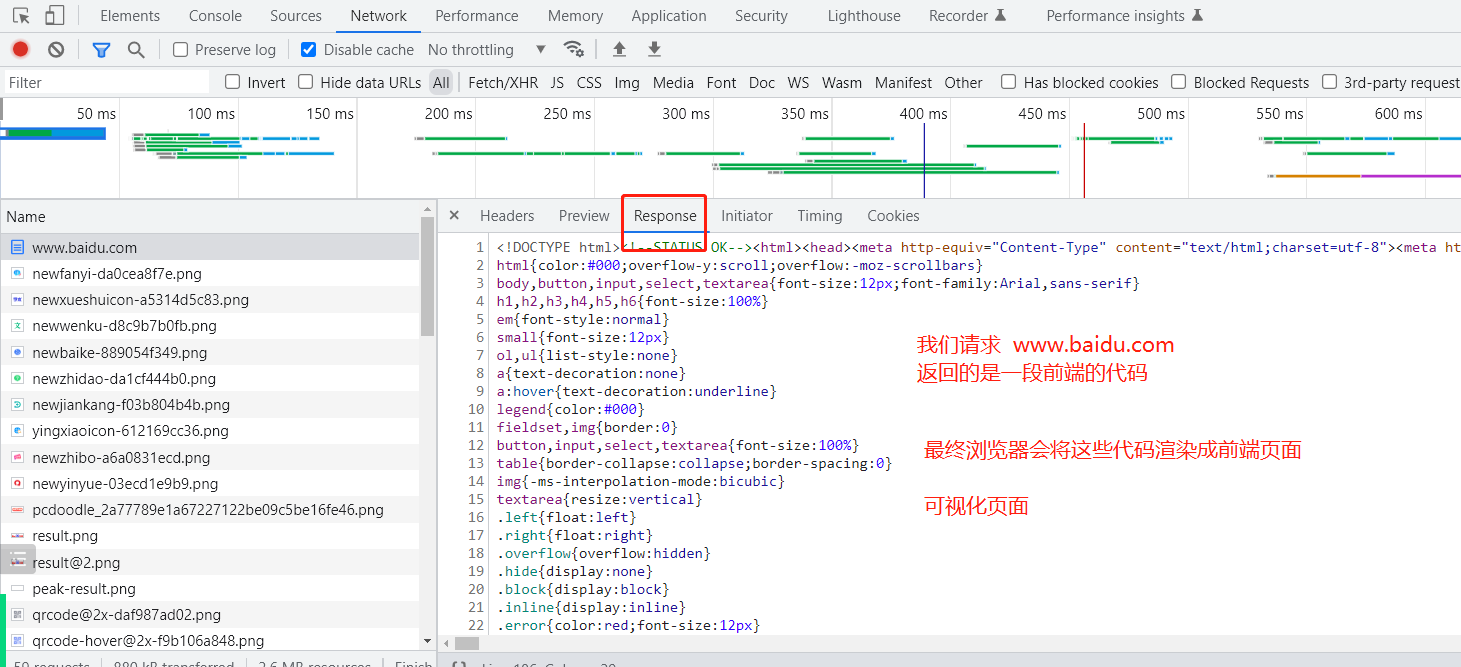 Elements Console Sources Network Performance Memory Application Security Lighthouse Recorder Performance insights
Preserve log Disable cache No throttling
Filter Invert Hide data URLs All Fetch/XHR JS CSS Img Media Font Doc WS Wasm Manifest Other Has blocked cookies Blocked Requests 3rd-party request
50 ms 100 ms 150 ms 200 ms 250 ms 300 ms 350 ms 400 ms 450 ms 500 ms 550 ms 600 ms
Name
www.baidu.com
newfanyi-da0cea8f7e.png
newxueshuicon-a5314d5c83.png
newwenku-d8c9b7b0fb.png
newbaike-889054f349.png
newzhidao-da1cf444b0.png
newjiankang-f03b804b4b.png
yingxiaoicon-612169cc36.png
newzhibo-a6a0831ecd.png
newyinyue-03ecd1e9b9.png
pcdoodle_2a77789e1a67227122be09c5be16fe46.png
result.png
result@2.png
peak-result.png
qrcode@2x-daf987ad02.png
qrcode-hover@2x-f9b106a848.png
59 requests 880 kB transferred 2.6 MB resources Finish
× Headers Preview Response Initiator Timing Cookies
1 <!DOCTYPE html><!--STATUS OK--><html><head><meta http-equiv="Content-Type" content="text/html;charset=utf-8"><meta ht
2 html{color:#000;overflow-y:scroll;overflow:-moz-scrollbars}
3 body,button,input,select,textarea{font-size:12px;font-family:Arial,sans-serif}
4 h1,h2,h3,h4,h5,h6{font-size:100%}
5 em{font-style:normal}
6 small{font-size:12px}
7 ol,ul{list-style:none}
8 a{text-decoration:none}
9 a:hover{text-decoration:underline}
10 legend{color:#000}
11 fieldset,img{border:0}
12 button,input,select,textarea{font-size:100%}
13 table{border-collapse:collapse;border-spacing:0}
14 img{-ms-interpolation-mode:bicubic}
15 textarea{resize:vertical}
16 .left{float:left}
17 .right{float:right}
18 .overflow{overflow:hidden}
19 .hide{display:none}
20 .block{display:block}
21 .inline{display:inline}
22 .error{color:red;font-size:12px}
我们请求 www.baidu.com
返回的是一段前端的代码
最终浏览器会将这些代码渲染成前端页面
可视化页面